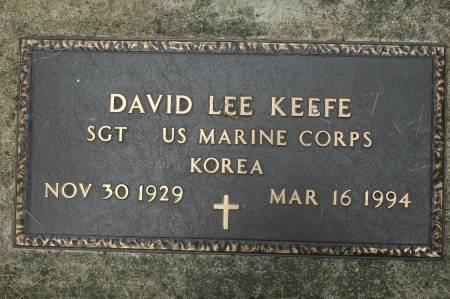 DAVID LEE KEEFE
SGT US MARINE CORPS
KOREA
NOV 30 1929 MAR 16 1994